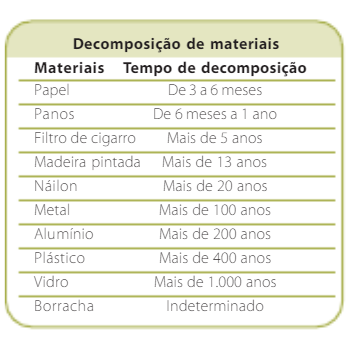 Decomposição de materiais
Materiais Tempo de decomposição
Papel De 3 a 6 meses
Panos De 6 meses a 1 ano
Filtro de cigarro Mais de 5 anos
Madeira pintada Mais de 13 anos
Náilon Mais de 20 anos
Metal Mais de 100 anos
Alumínio Mais de 200 anos
Plástico Mais de 400 anos
Vidro Mais de 1.000 anos
Borracha Indeterminado